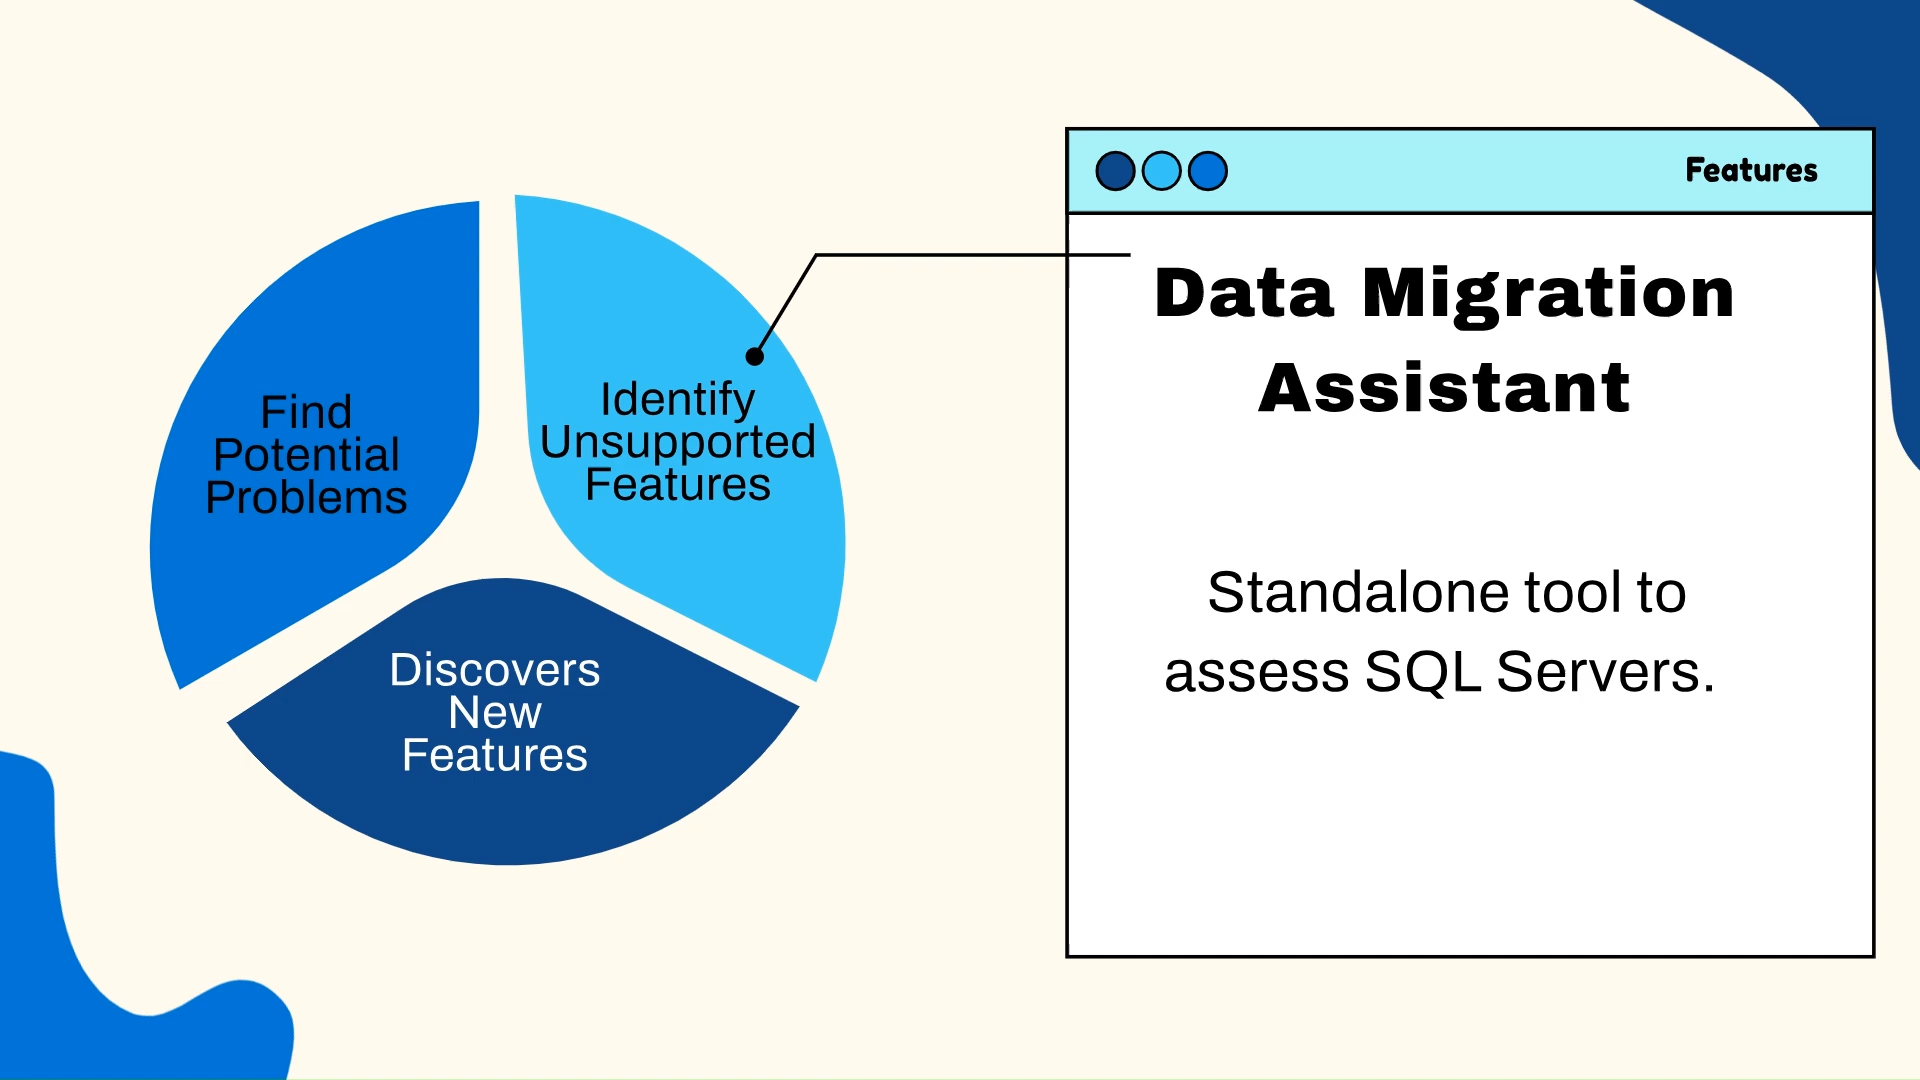 Features
Data Migration
Assistant
Standalone tool to
assess SQL Servers.
Find
Potential
Problems
Identify
Unsupported
Features
Discovers
New
Features